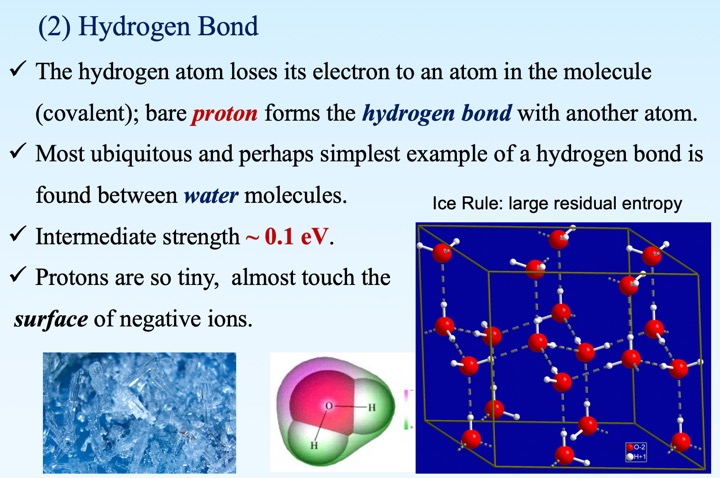 (2) Hydrogen Bond
✓ The hydrogen atom loses its electron to an atom in the molecule
(covalent); bare proton forms the hydrogen bond with another atom.
✓ Most ubiquitous and perhaps simplest example of a hydrogen bond is
found between water molecules.
✓ Intermediate strength ~ 0.1 eV.
✓ Protons are so tiny, almost touch the
surface of negative ions.
Ice Rule: large residual entropy
O
H
H
O-2
H+1